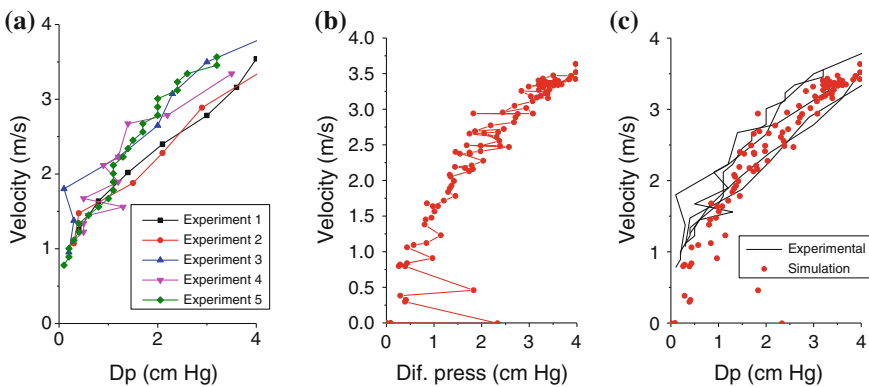 (a)
Velocity (m/s)
4
3
2
1
0
0
2
4
Dp (cm Hg)
Experiment 1
Experiment 2
Experiment 3
Experiment 4
Experiment 5
(b)
Velocity (m/s)
4.0
3.5
3.0
2.5
2.0
1.5
1.0
0.5
0.0
0
1
2
3
4
Dif. press (cm Hg)
(c)
Velocity (m/s)
4
3
2
1
0
0
1
2
3
4
Dp (cm Hg)
Experimental
Simulation